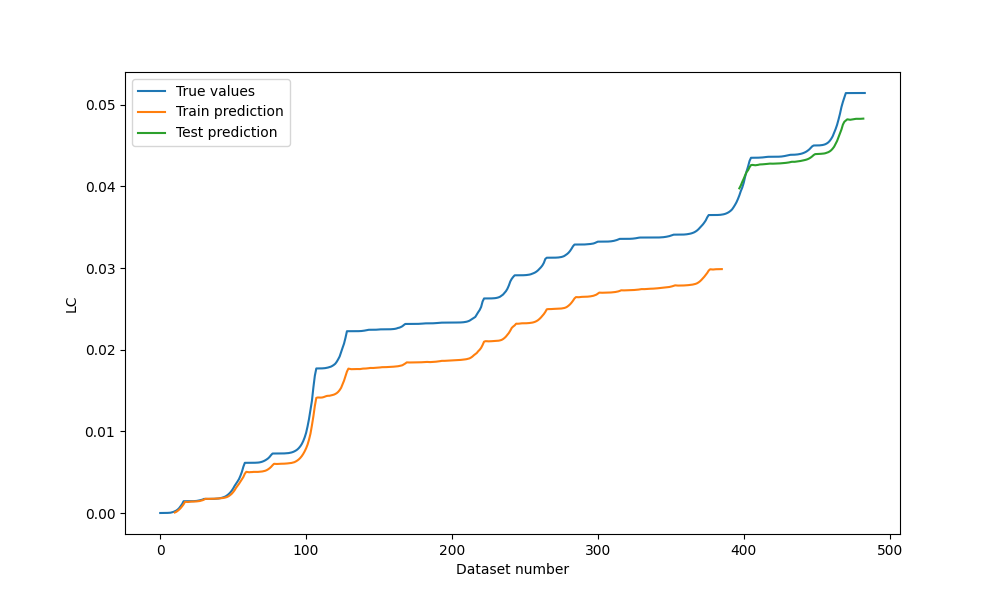 True values
Train prediction
Test prediction
LC
0.05
0.04
0.03
0.02
0.01
0.00
0 100 200 300 400 500
Dataset number